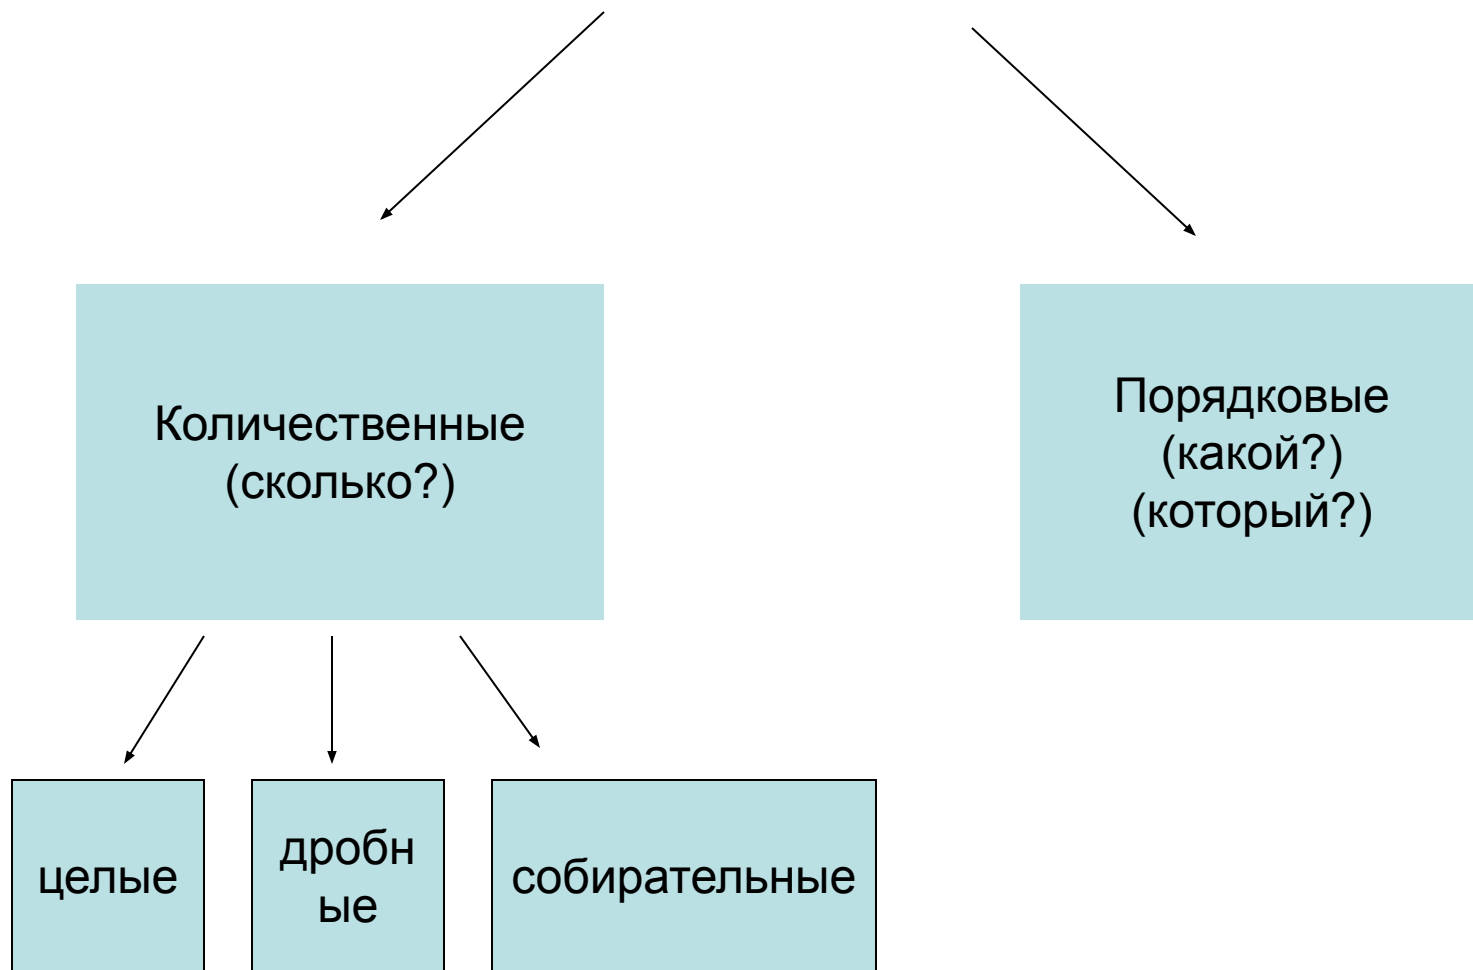 Количественные
(сколько?)
Порядковые
(какой?)
(который?)
целые
дробн
ые
собирательные